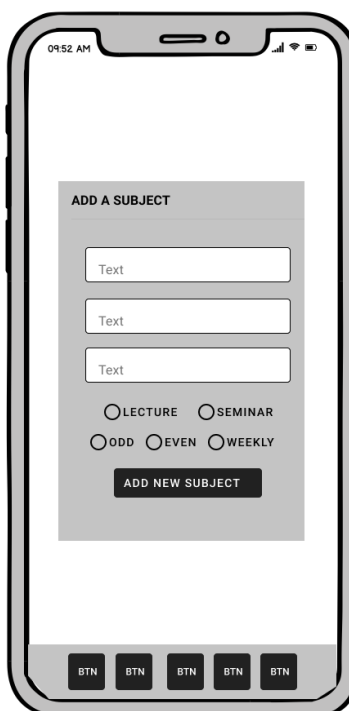 09:52 AM
ADD A SUBJECT
Text
Text
Text
LECTURE SEMINAR
ODD EVEN WEEKLY
ADD NEW SUBJECT
BTN BTN BTN BTN BTN